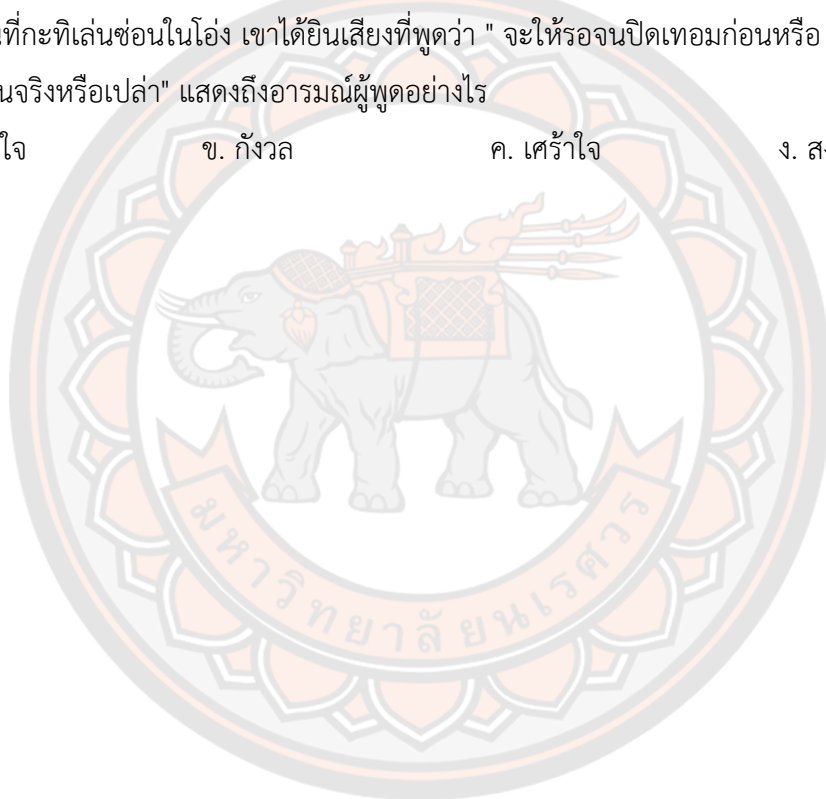 ที่กะทิเล่นซ่อนในโอ่ง เขาได้ยินเสียงที่พูดว่า " จะให้รอจนปิดเทอมก่อนหรือ
นจริงหรือเปล่า" แสดงถึงอารมณ์ผู้พูดอย่างไร
ใจ ข. กังวล ค. เศร้าใจ ง.
มหาวิทยาลัยนเรศวร